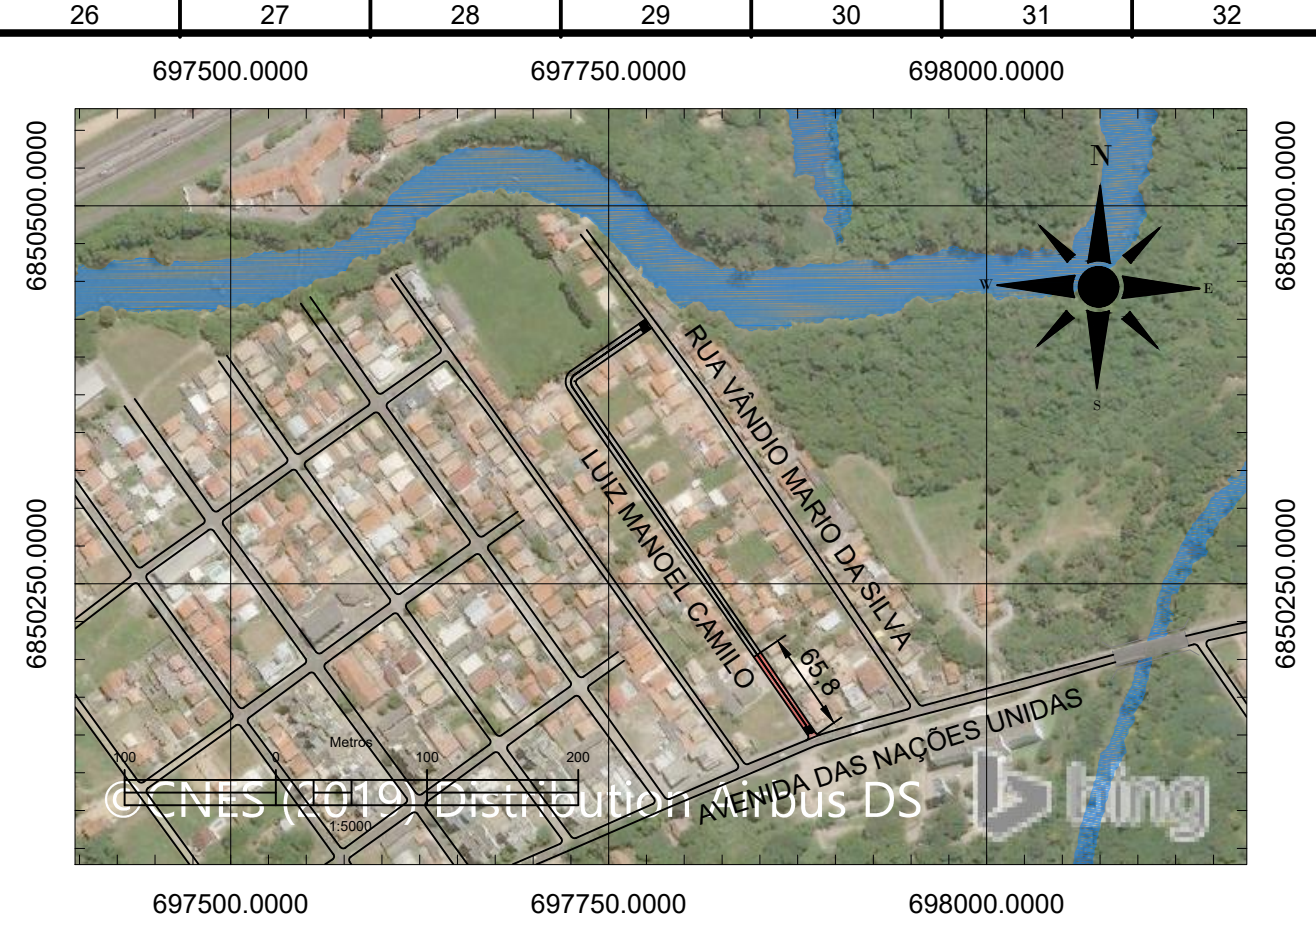 26 27 28 29 30 31 32
697500.0000 697750.0000 698000.0000
6850500.0000 6850500.0000
N
W E
S
RUA VÂNDIO MARIO DA SILVA
LUIZ MANOEL CAMILO
6850250.0000 6850250.0000
65,8
AVENIDA DAS NAÇÕES UNIDAS
Metros
100 0 100 200
©CNES (2019) Distribution Airbus DS
bing
1:5000
697500.0000 697750.0000 698000.0000